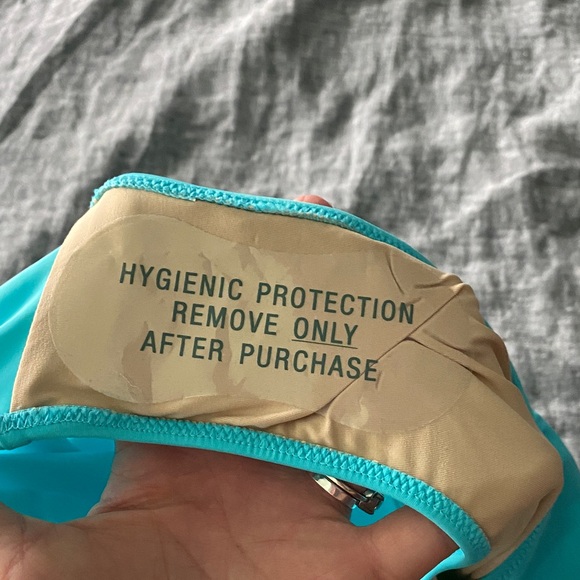 HYGIENIC PROTECTION
REMOVE ONLY
AFTER PURCHASE